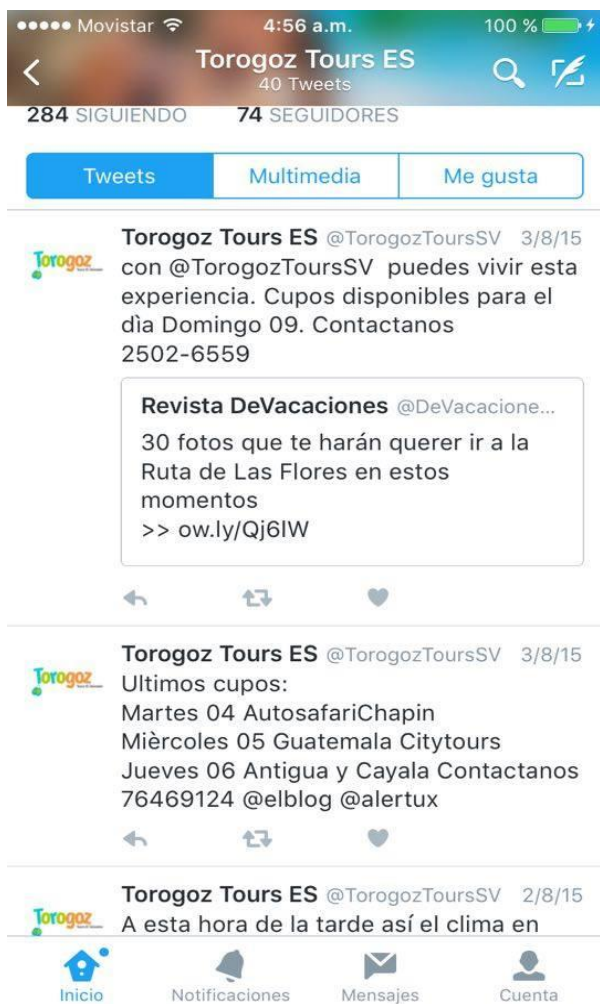 Movistar 4:56 a.m. 100 %
Torogoz Tours ES
40 Tweets
284 SIGUIENDO 74 SEGUIDORES
Tweets Multimedia Me gusta
Torogoz
Torogoz Tours ES @TorogozToursSV 3/8/15
con @TorogozToursSV puedes vivir esta
experiencia. Cupos disponibles para el
dìa Domingo 09. Contactanos
2502-6559
Revista DeVacaciones @DeVacacione...
30 fotos que te harán querer ir a la
Ruta de Las Flores en estos
momentos
>> ow.ly/Qj6lW
Torogoz
Torogoz Tours ES @TorogozToursSV 3/8/15
Ultimos cupos:
Martes 04 AutosafariChapin
Mièrcoles 05 Guatemala Citytours
Jueves 06 Antigua y Cayala Contactanos
76469124 @elblog @alertux
Torogoz
Torogoz Tours ES @TorogozToursSV 2/8/15
A esta hora de la tarde así el clima en
Inicio Notificaciones Mensajes Cuenta